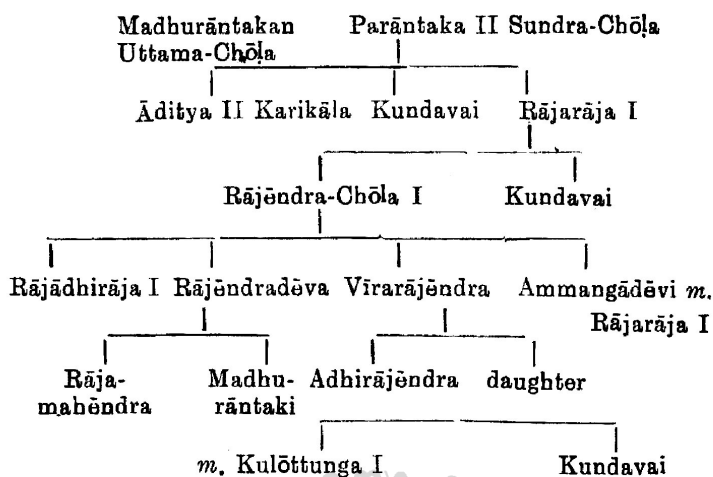 Madhurāntakan Parāntaka II Sundra-Chōḷa
Uttama-Chōḷa
Āditya II Karikāla Kundavai Rājarāja I
Rājēndra-Chōla I Kundavai
Rājādhirāja I Rājēndradēva Vīrarājēndra Ammangādēvi m.
Rājarāja I
Rāja- Madhu- Adhirājēndra daughter
mahēndra rāntaki
m. Kulōttunga I Kundavai